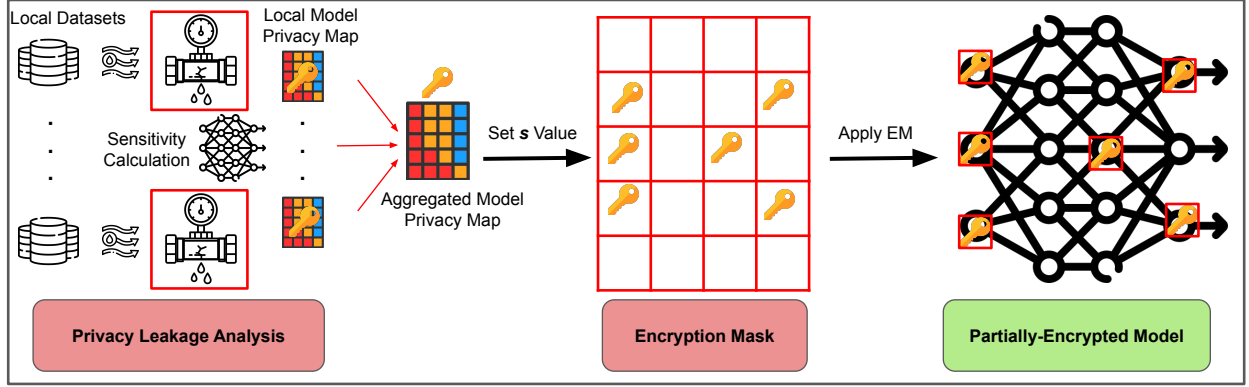 Local Datasets
Local Model
Privacy Map
Sensitivity
Calculation
Aggregated Model
Privacy Map
Set s Value
Apply EM
Privacy Leakage Analysis
Encryption Mask
Partially-Encrypted Model